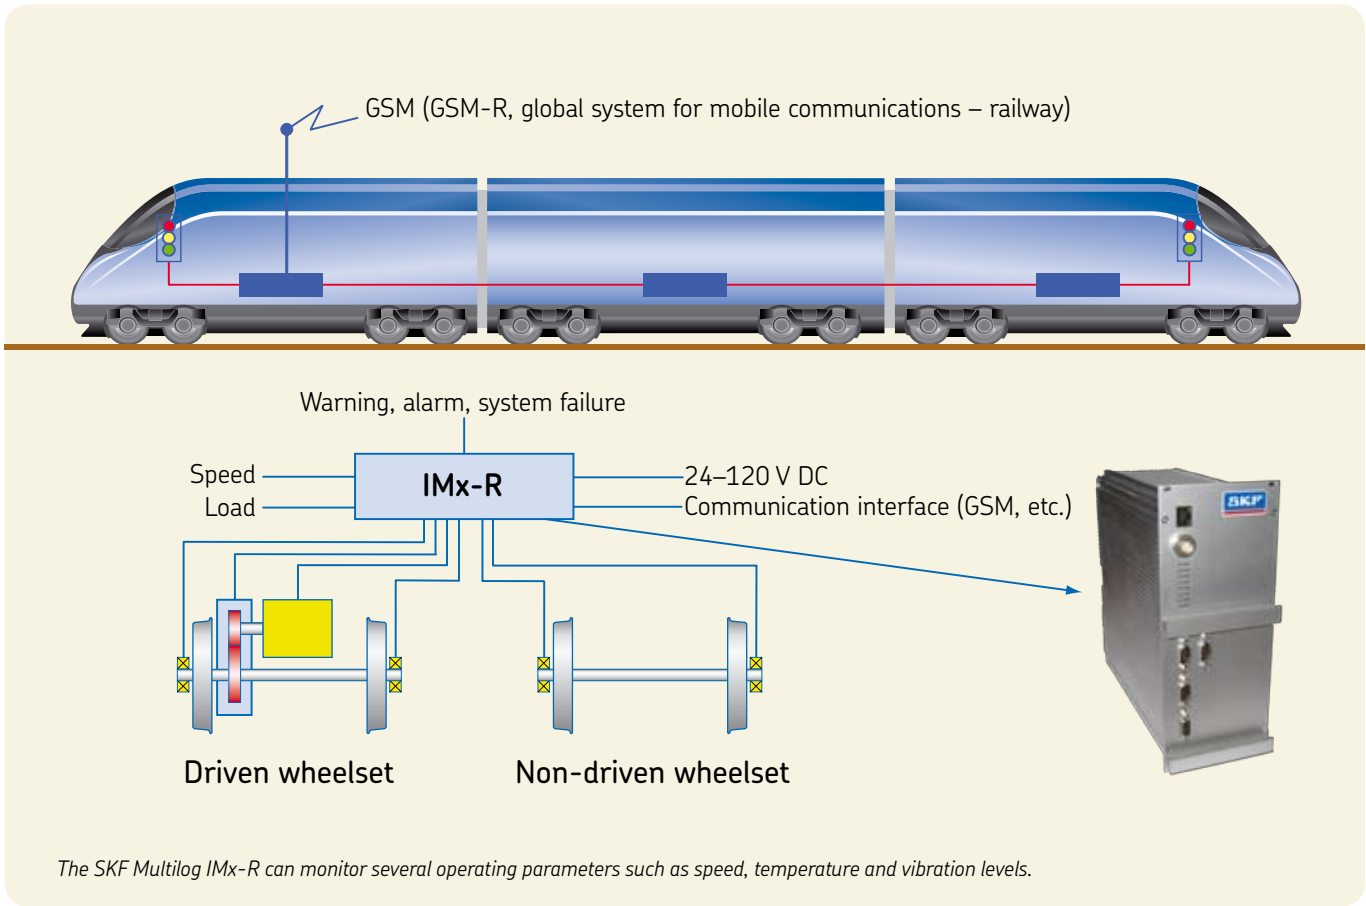 GSM (GSM-R, global system for mobile communications – railway)
Warning, alarm, system failure
Speed
Load
IMx-R
24–120 V DC
Communication interface (GSM, etc.)
SKF
Driven wheelset
Non-driven wheelset
The SKF Multilog IMx-R can monitor several operating parameters such as speed, temperature and vibration levels.